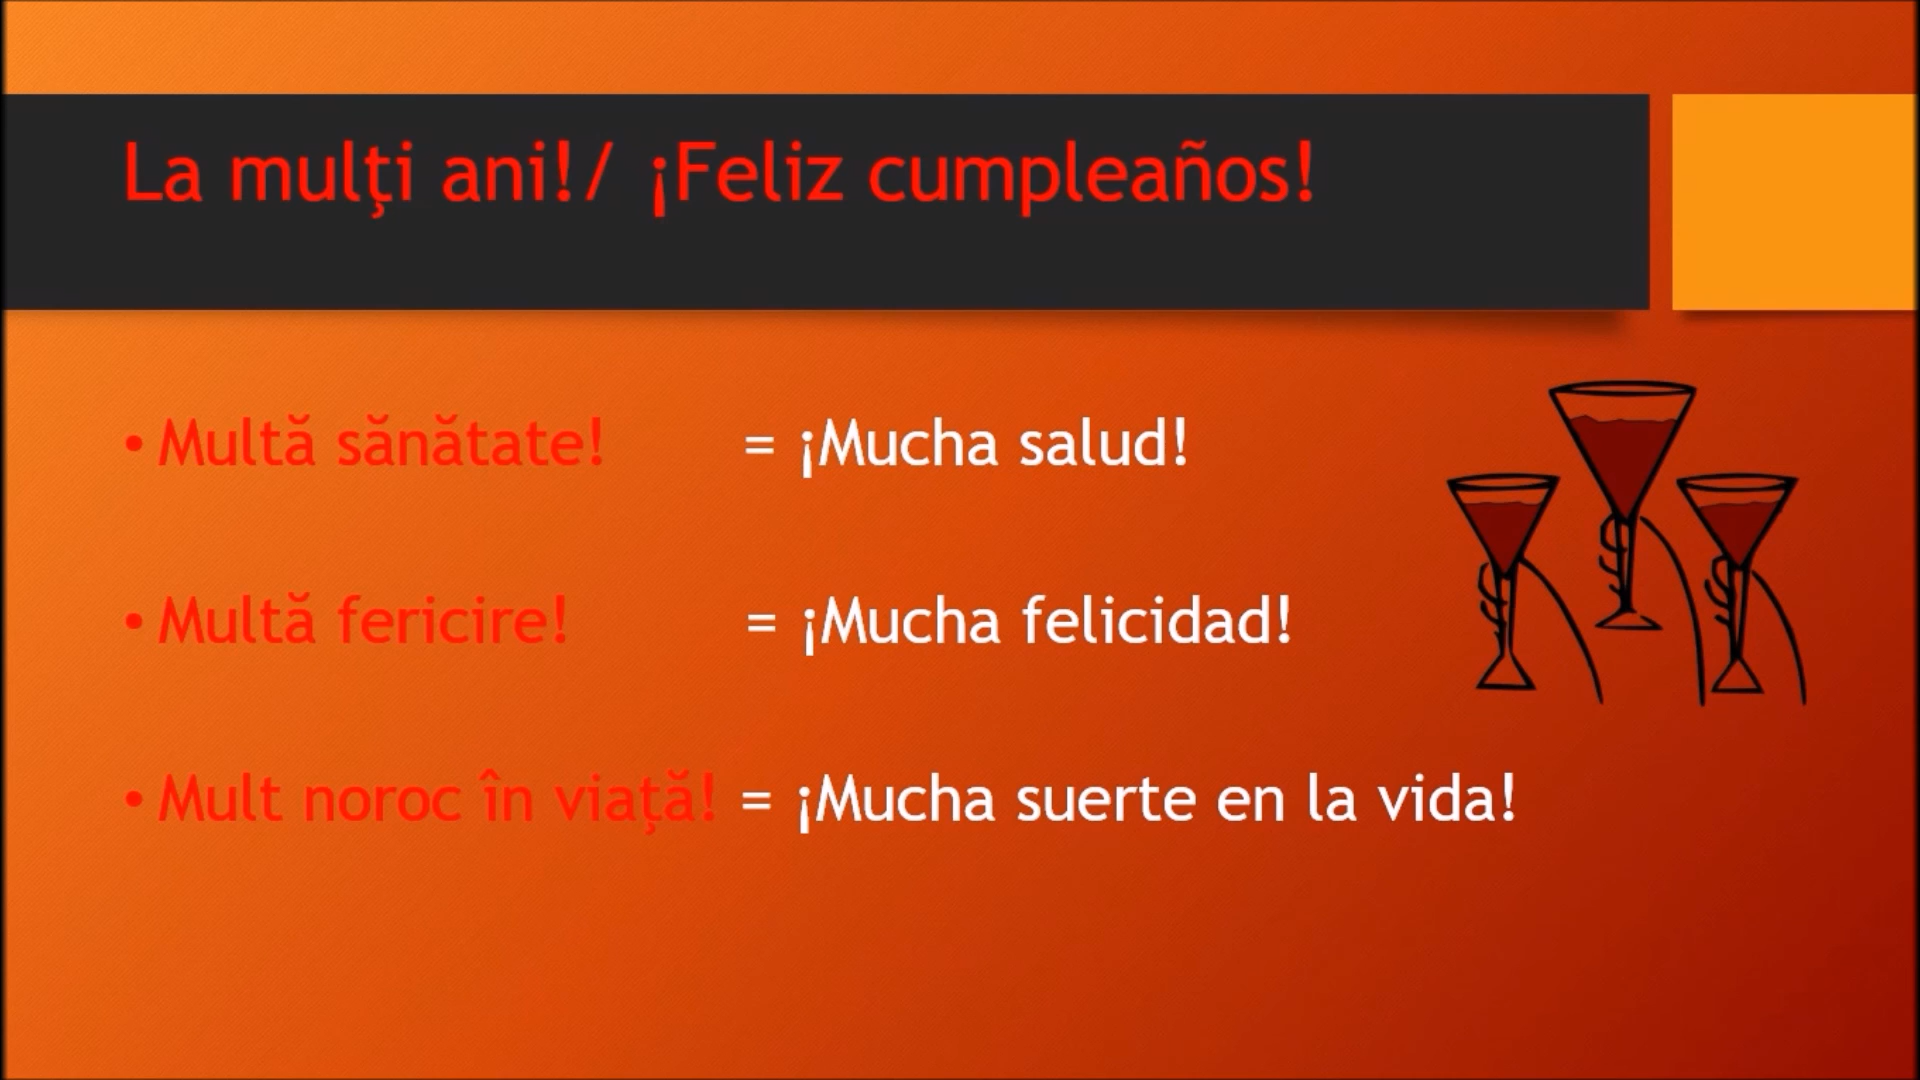 La mulţi ani!/ ¡Feliz cumpleaños!
• Multă sănătate! = ¡Mucha salud!
• Multă fericire! = ¡Mucha felicidad!
• Mult noroc în viaţă! = ¡Mucha suerte en la vida!